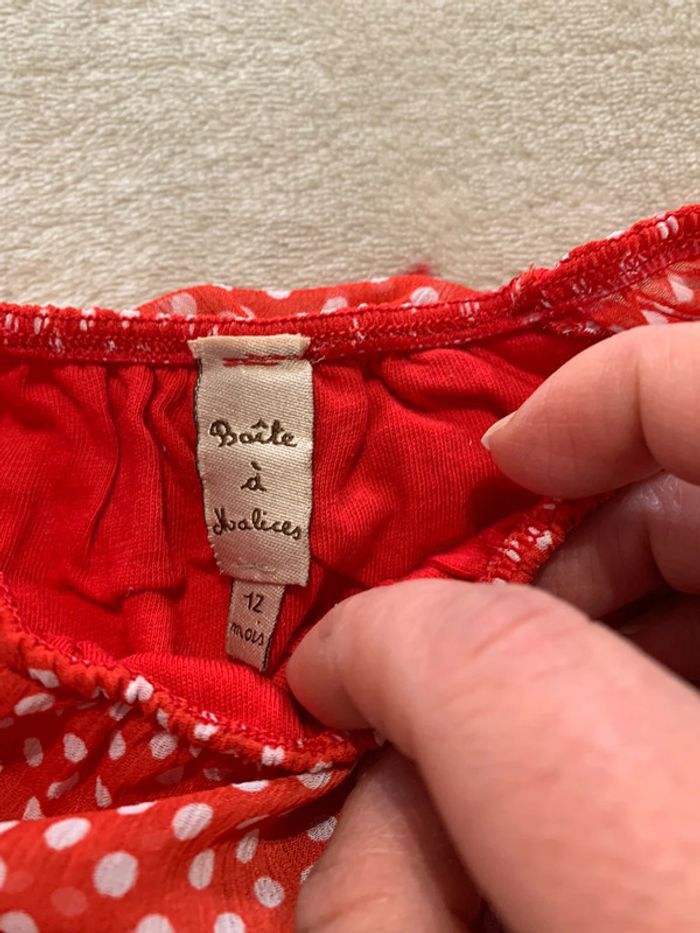 Boîte
à
Malices
12
mois